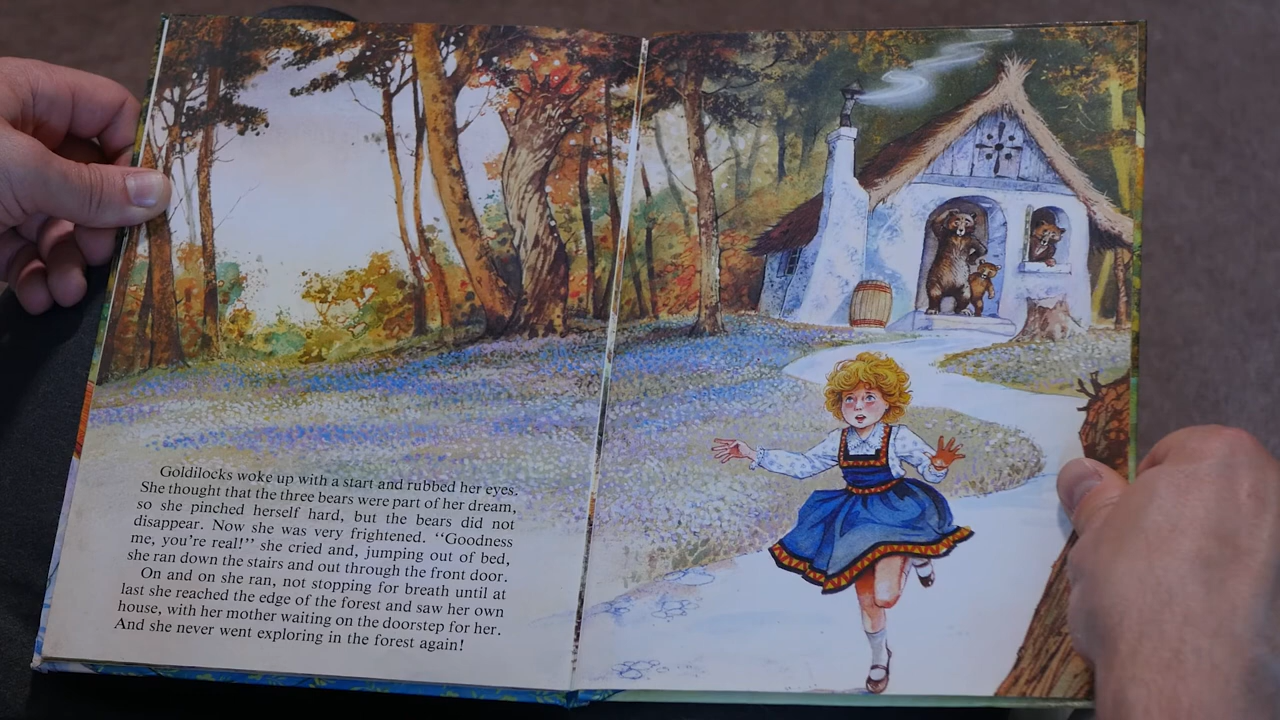 Goldilocks woke up with a start and rubbed her eyes.
She thought that the three bears were part of her dream,
so she pinched herself hard, but the bears did not
disappear. Now she was very frightened. “Goodness
me, you’re real!” she cried and, jumping out of bed,
she ran down the stairs and out through the front door.
On and on she ran, not stopping for breath until at
last she reached the edge of the forest and saw her own
house, with her mother waiting on the doorstep for her.
And she never went exploring in the forest again!